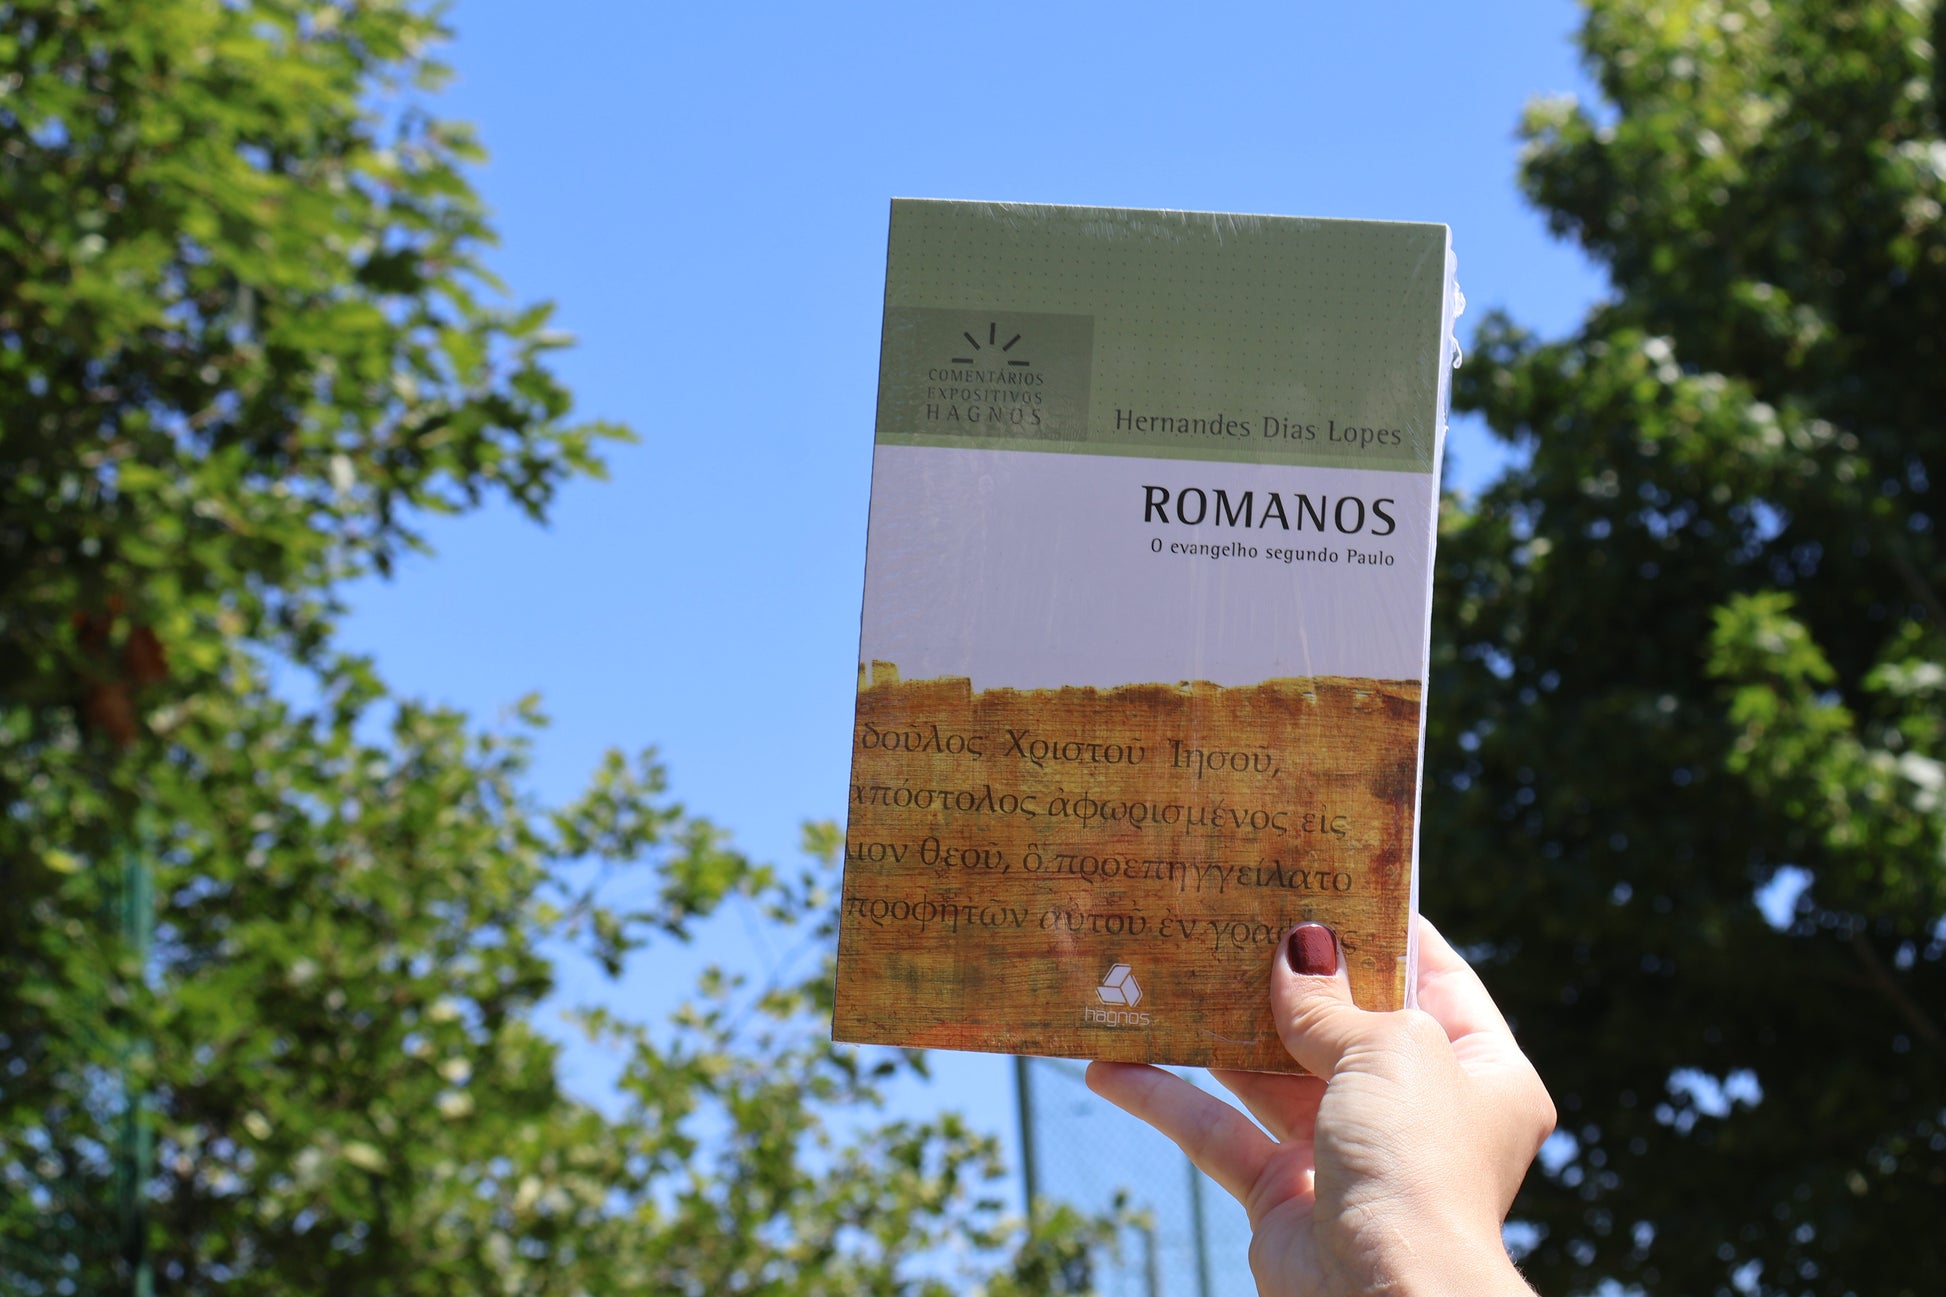 COMENTÁRIOS
EXPOSITIVOS
HAGNOS
Hernandes Dias Lopes
ROMANOS
O evangelho segundo Paulo
δοῦλος Χριστοῦ Ἰησοῦ,
ἀπόστολος ἀφωρισμένος εἰς
ιον θεοῦ, ὃ προεπηγγείλατο
προφητῶν αὐτοῦ ἐν
hagnos